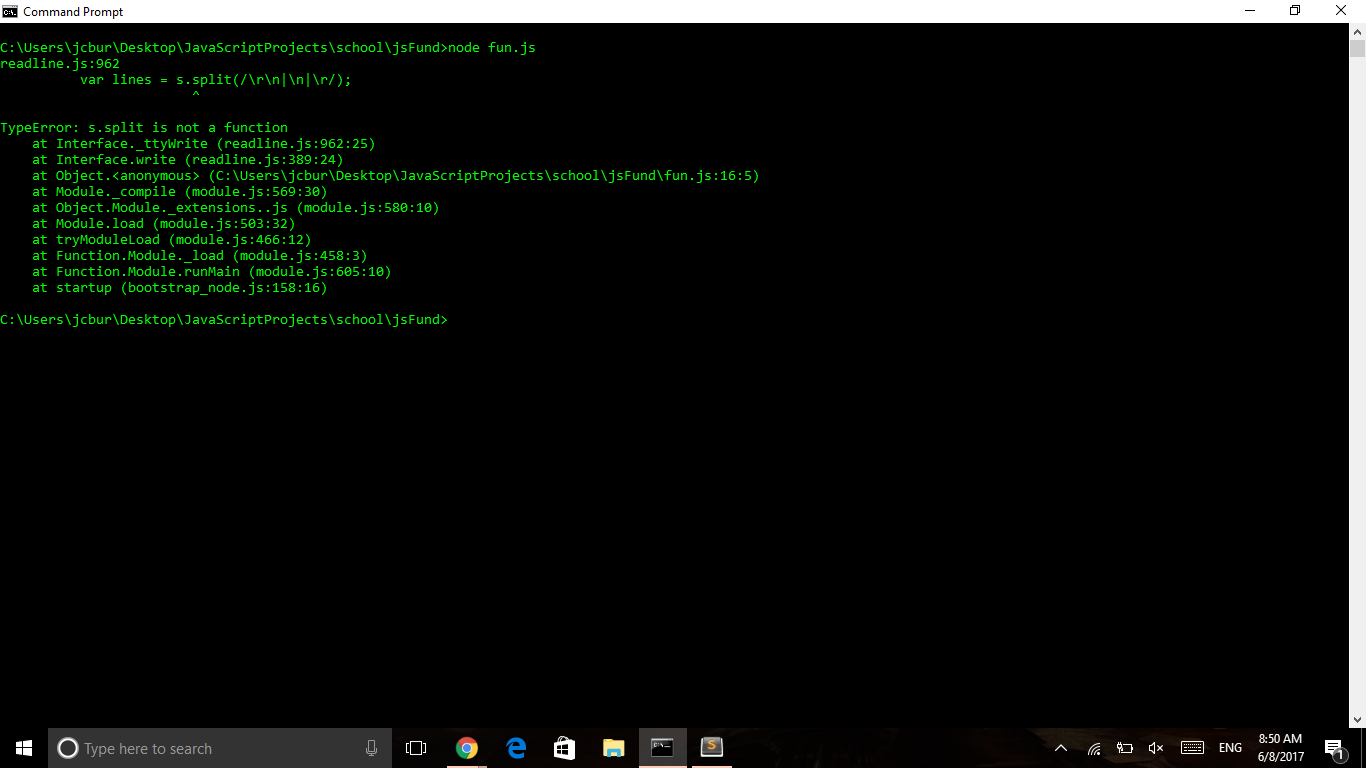 Command Prompt
C:\Users\jcbur\Desktop\JavaScriptProjects\school\jsFund>node fun.js
readline.js:962
          var lines = s.split(/\r\n|\n|\r/);
                        ^
TypeError: s.split is not a function
    at Interface._ttyWrite (readline.js:962:25)
    at Interface.write (readline.js:389:24)
    at Object.<anonymous> (C:\Users\jcbur\Desktop\JavaScriptProjects\school\jsFund\fun.js:16:5)
    at Module._compile (module.js:569:30)
    at Object.Module._extensions..js (module.js:580:10)
    at Module.load (module.js:503:32)
    at tryModuleLoad (module.js:466:12)
    at Function.Module._load (module.js:458:3)
    at Function.Module.runMain (module.js:605:10)
    at startup (bootstrap_node.js:158:16)
C:\Users\jcbur\Desktop\JavaScriptProjects\school\jsFund>
Type here to search
ENG
8:50 AM
6/8/2017
1